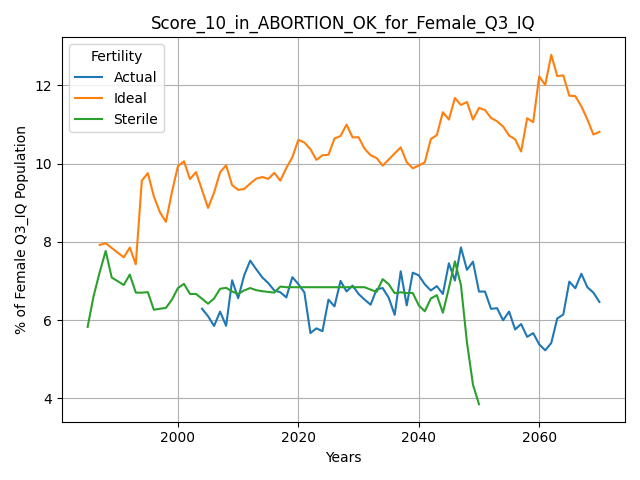 Score_10_in_ABORTION_OK_for_Female_Q3_IQ
Fertility
Actual
Ideal
Sterile
% of Female Q3_IQ Population
12
10
8
6
4
2000
2020
2040
2060
Years